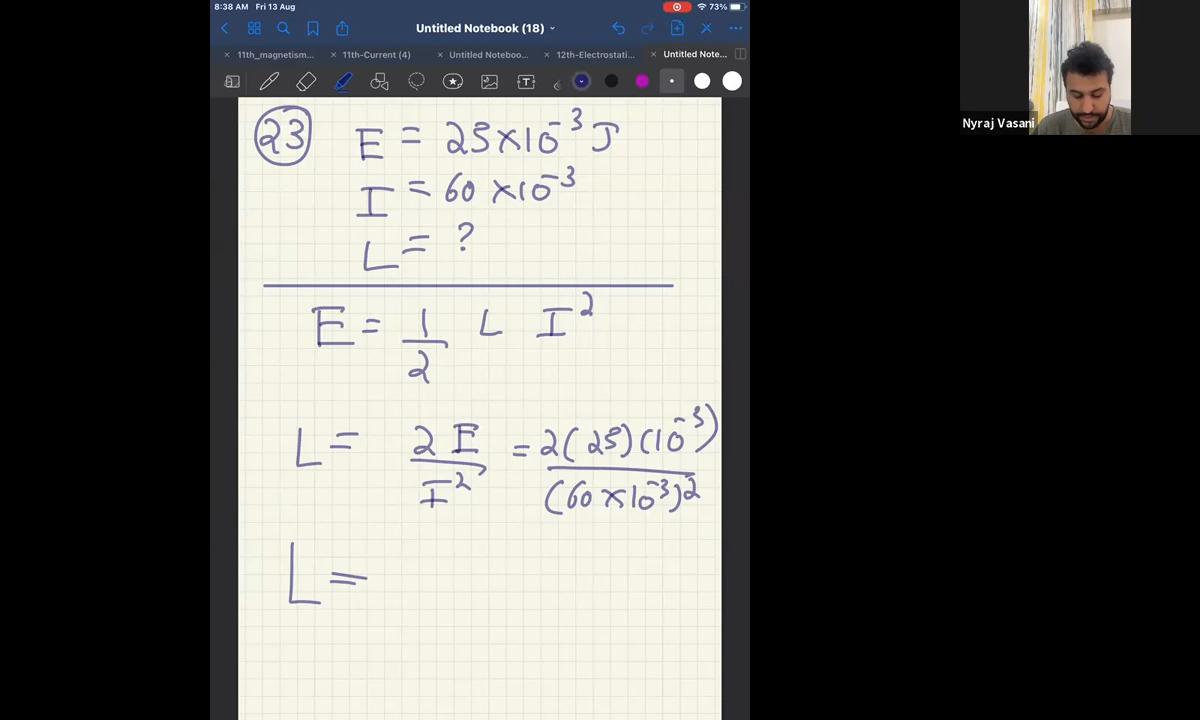 8:38 AM Fri 13 Aug
73%
Untitled Notebook (18)
11th_magnetism...
11th-Current (4)
Untitled Noteboo...
12th-Electrostati...
Untitled Note...
Nyraj Vasani
23 E = 25×10⁻³ J
I = 60 ×10⁻³
L = ?
E = 1/2 L I²
L = 2 E / I² = 2(25)(10⁻³) / (60×10⁻³)²
L =